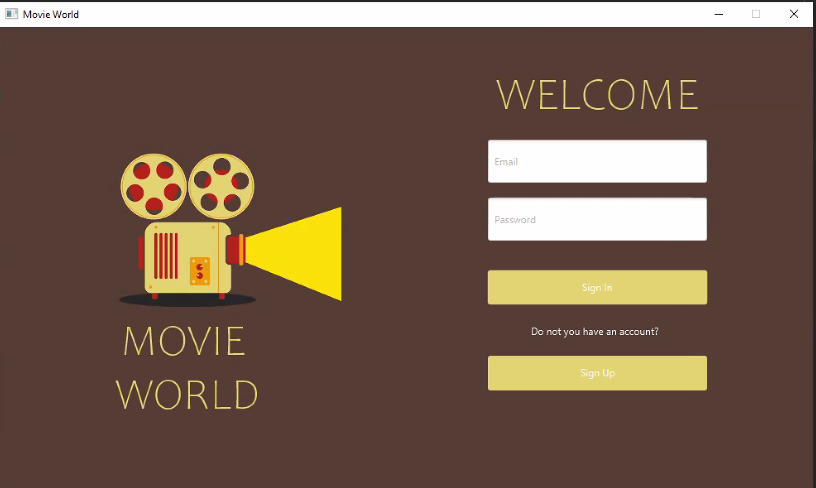 Movie World
WELCOME
Email
Password
Sign In
Do not you have an account?
Sign Up
MOVIE
WORLD